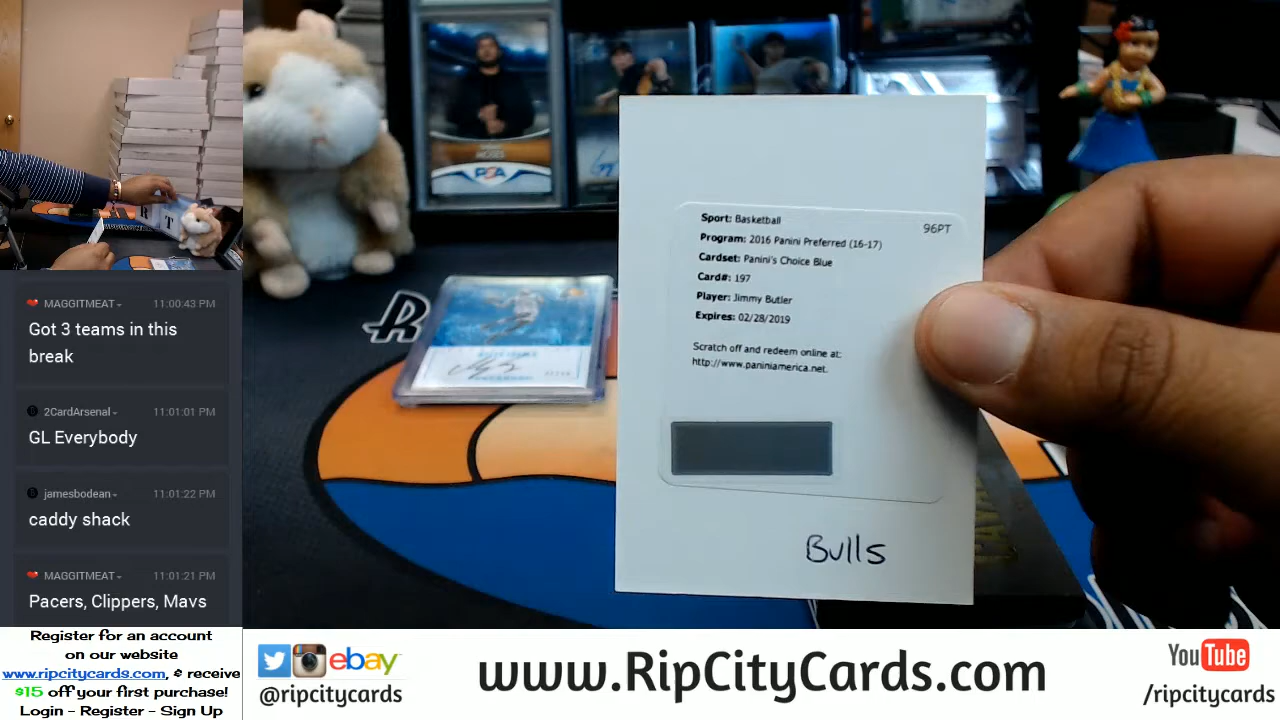 MAGGITMEAT 11:00:43 PM
Got 3 teams in this
break
2CardArsenal 11:01:01 PM
GL Everybody
jamesbodean 11:01:22 PM
caddy shack
MAGGITMEAT 11:01:21 PM
Pacers, Clippers, Mavs
Register for an account
on our website
www.ripcitycards.com, & receive
$15 off your first purchase!
Login - Register - Sign Up
R T
MOSES
PSA
R
96PT
Sport: Basketball
Program: 2016 Panini Preferred (16-17)
Cardset: Panini's Choice Blue
Card#: 197
Player: Jimmy Butler
Expires: 02/28/2019
Scratch off and redeem online at:
http://www.paniniamerica.net.
Bulls
ebay
@ripcitycards
www.RipCityCards.com
YouTube
/ripcitycards